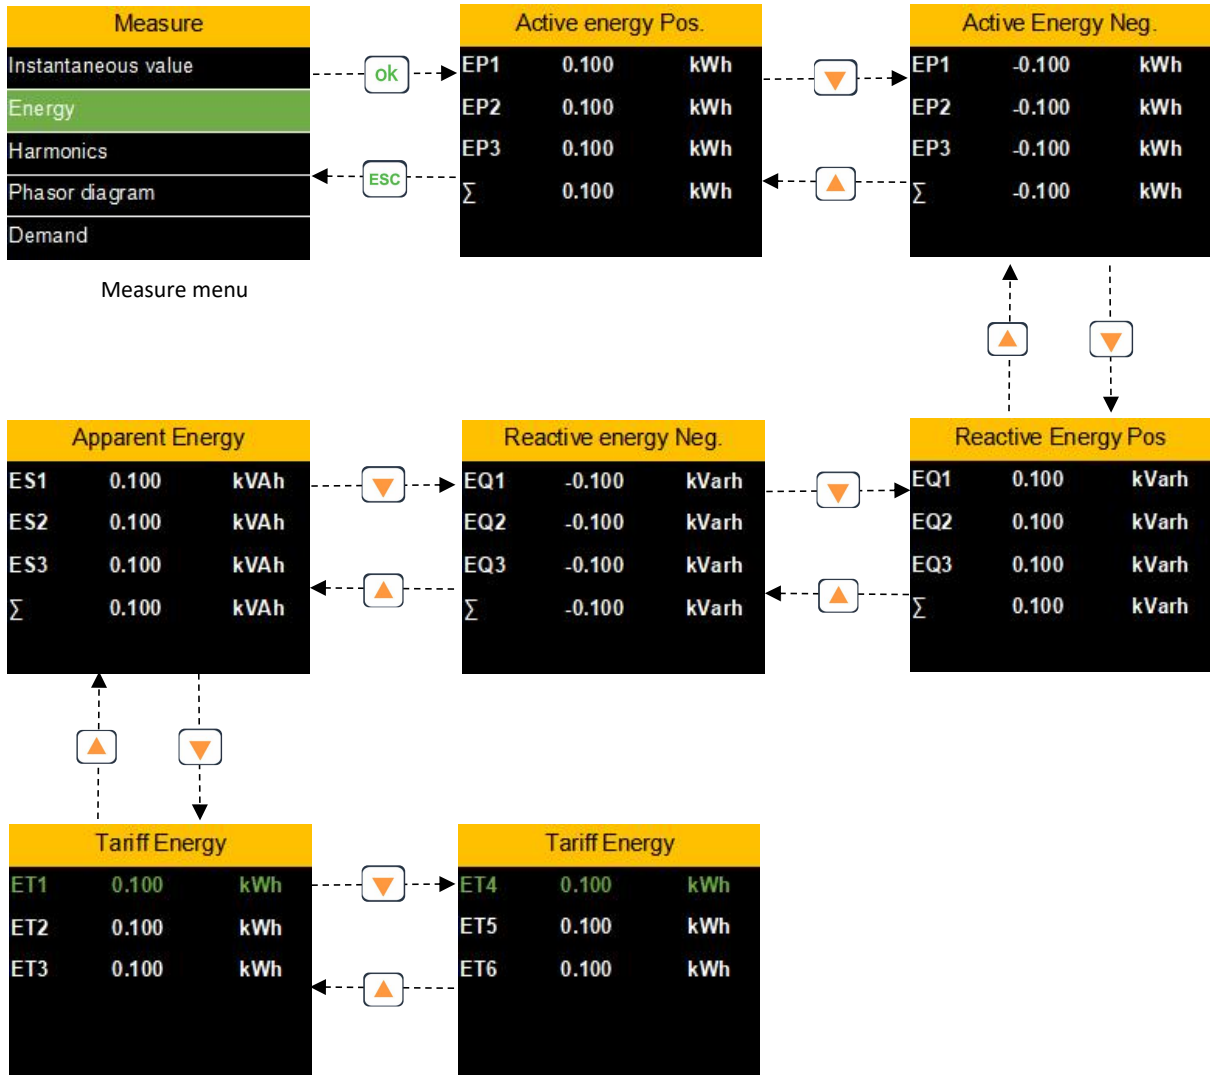 Measure
Instantaneous value
Energy
Harmonics
Phasor diagram
Demand
Measure menu
ok
ESC
Active energy Pos.
EP1 0.100 kWh
EP2 0.100 kWh
EP3 0.100 kWh
∑ 0.100 kWh
Active Energy Neg.
EP1 -0.100 kWh
EP2 -0.100 kWh
EP3 -0.100 kWh
∑ -0.100 kWh
Apparent Energy
ES1 0.100 kVAh
ES2 0.100 kVAh
ES3 0.100 kVAh
∑ 0.100 kVAh
Reactive energy Neg.
EQ1 -0.100 kVarh
EQ2 -0.100 kVarh
EQ3 -0.100 kVarh
∑ -0.100 kVarh
Reactive Energy Pos
EQ1 0.100 kVarh
EQ2 0.100 kVarh
EQ3 0.100 kVarh
∑ 0.100 kVarh
Tariff Energy
ET1 0.100 kWh
ET2 0.100 kWh
ET3 0.100 kWh
Tariff Energy
ET4 0.100 kWh
ET5 0.100 kWh
ET6 0.100 kWh